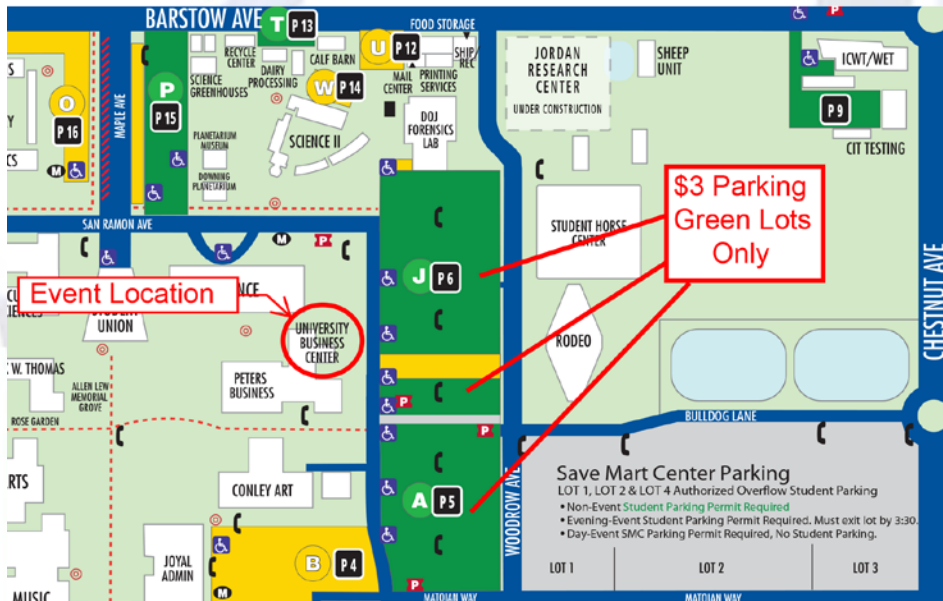 BARSTOW AVE
T P 13
FOOD STORAGE
U P 12
RECYCLE
CENTER
CALF BARN
SHIP/
REC
JORDAN
RESEARCH
CENTER
UNDER CONSTRUCTION
SHEEP
UNIT
ICWT/WET
SCIENCE
GREENHOUSES
DAIRY
PROCESSING
MAIL
CENTER
PRINTING
SERVICES
W P 14
O
P 16
MAPLE AVE
P
P 15
P 9
PLANETARIUM
MUSEUM
SCIENCE II
DOJ
FORENSICS
LAB
CIT TESTING
DOWNING
PLANETARIUM
M
$3 Parking
Green Lots
Only
SAN RAMON AVE
M
P
STUDENT HORSE
CENTER
CHESTNUT AVE
J P 6
Event Location
NCE
IENCES
STUDENT
UNION
UNIVERSITY
BUSINESS
CENTER
RODEO
W. THOMAS
PETERS
BUSINESS
ALLEN LEW
MEMORIAL
GROVE
ROSE GARDEN
P
BULLDOG LANE
P
WOODROW AVE
Save Mart Center Parking
LOT 1, LOT 2 & LOT 4 Authorized Overflow Student Parking
• Non-Event Student Parking Permit Required
• Evening-Event Student Parking Permit Required. Must exit lot by 3:30.
• Day-Event SMC Parking Permit Required, No Student Parking.
ARTS
CONLEY ART
A P 5
JOYAL
ADMIN
B P 4
LOT 1
LOT 2
LOT 3
P
M
MUSIC
MATOIAN WAY
MATOIAN WAY